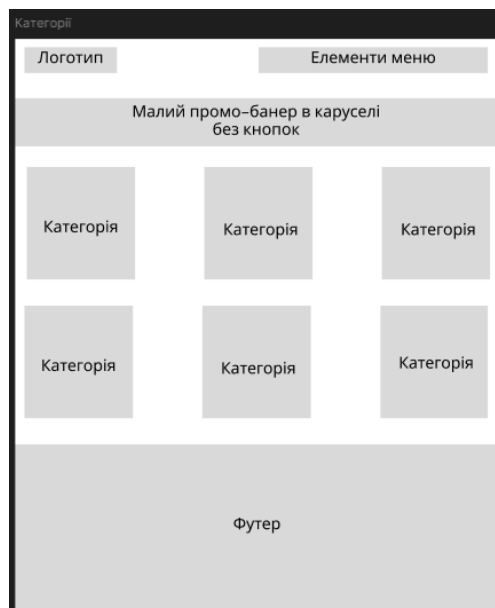 Категорії
Логотип
Елементи меню
Малий промо–банер в каруселі
без кнопок
Категорія
Категорія
Категорія
Категорія
Категорія
Категорія
Футер